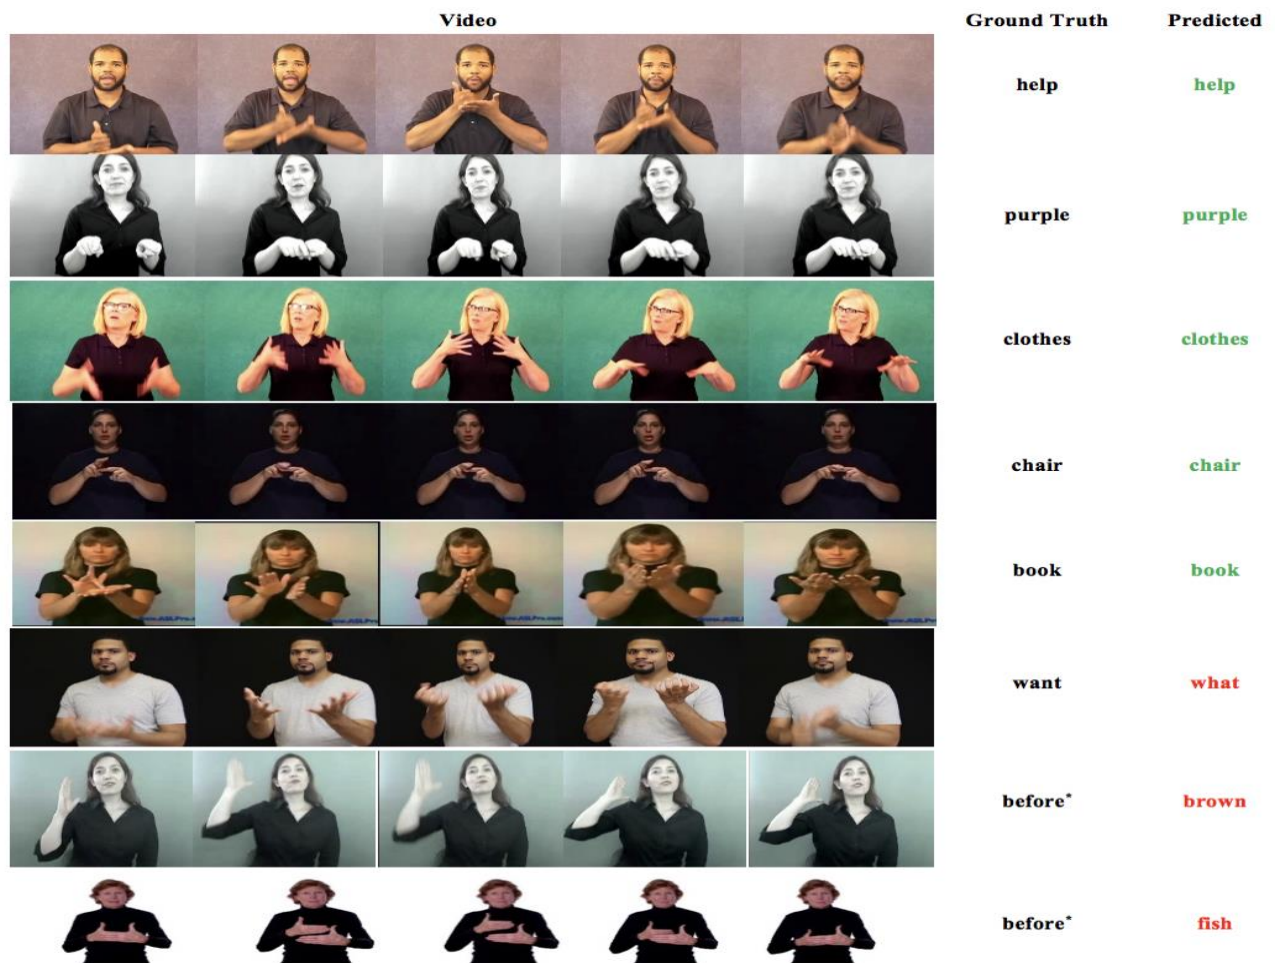 Video Ground Truth Predicted
help help
purple purple
clothes clothes
chair chair
book book
want what
before* brown
before* fish